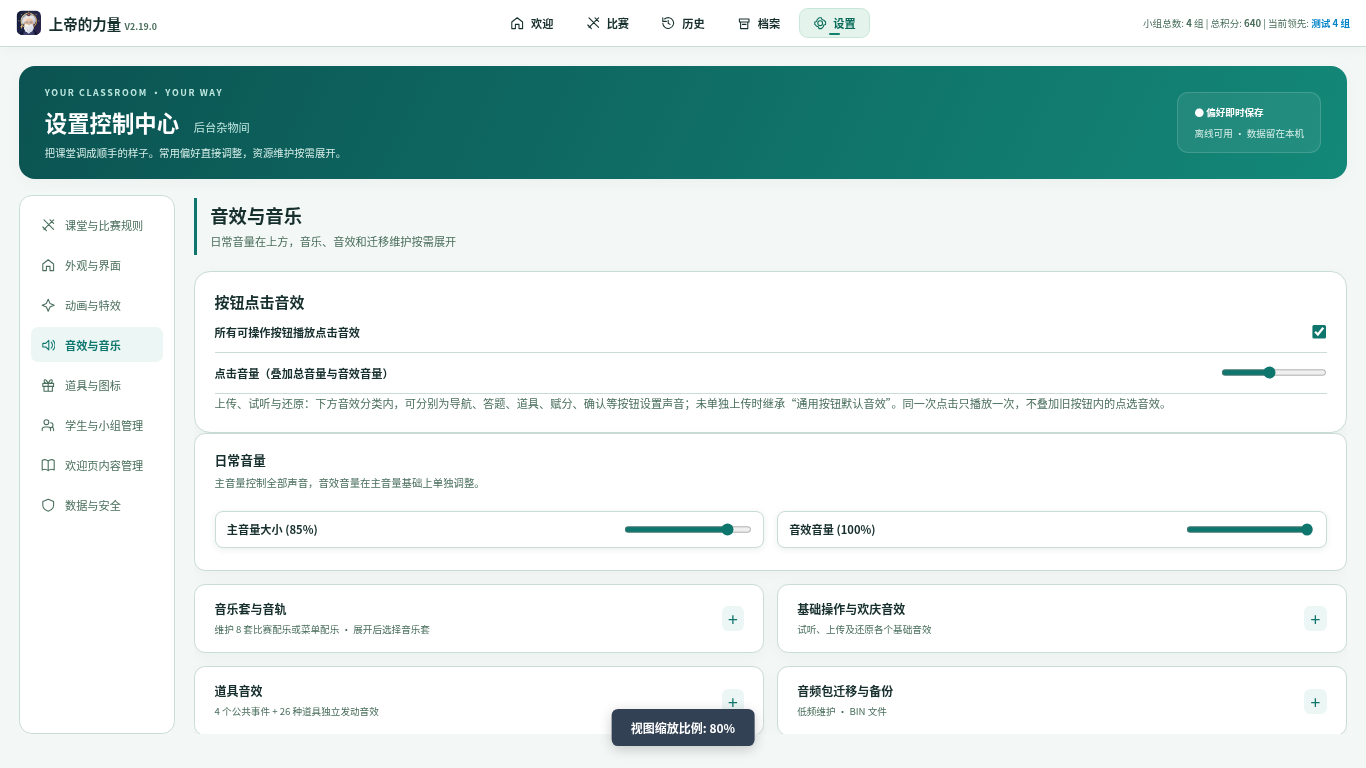 上帝的力量 V2.19.0
欢迎
比赛
历史
档案
设置
小组总数: 4 组 | 总积分: 640 | 当前领先: 测试 4 组
YOUR CLASSROOM • YOUR WAY
设置控制中心 后台杂物间
把课堂调成顺手的样子。常用偏好直接调整，资源维护按需展开。
偏好即时保存
离线可用 • 数据留在本机
课堂与比赛规则
外观与界面
动画与特效
音效与音乐
道具与图标
学生与小组管理
欢迎页内容管理
数据与安全
音效与音乐
日常音量在上方，音乐、音效和迁移维护按需展开
按钮点击音效
所有可操作按钮播放点击音效
点击音量（叠加总音量与音效音量）
上传、试听与还原：下方音效分类内，可分别为导航、答题、道具、赋分、确认等按钮设置声音；未单独上传时继承“通用按钮默认音效”。同一次点击只播放一次，不叠加旧按钮内的点选音效。
日常音量
主音量控制全部声音，音效音量在主音量基础上单独调整。
主音量大小 (85%)
音效音量 (100%)
音乐套与音轨
维护 8 套比赛配乐或菜单配乐 • 展开后选择音乐套
+
基础操作与欢庆音效
试听、上传及还原各个基础音效
+
道具音效
4 个公共事件 + 26 种道具独立发动音效
+
音频包迁移与备份
低频维护 • BIN 文件
+
视图缩放比例: 80%